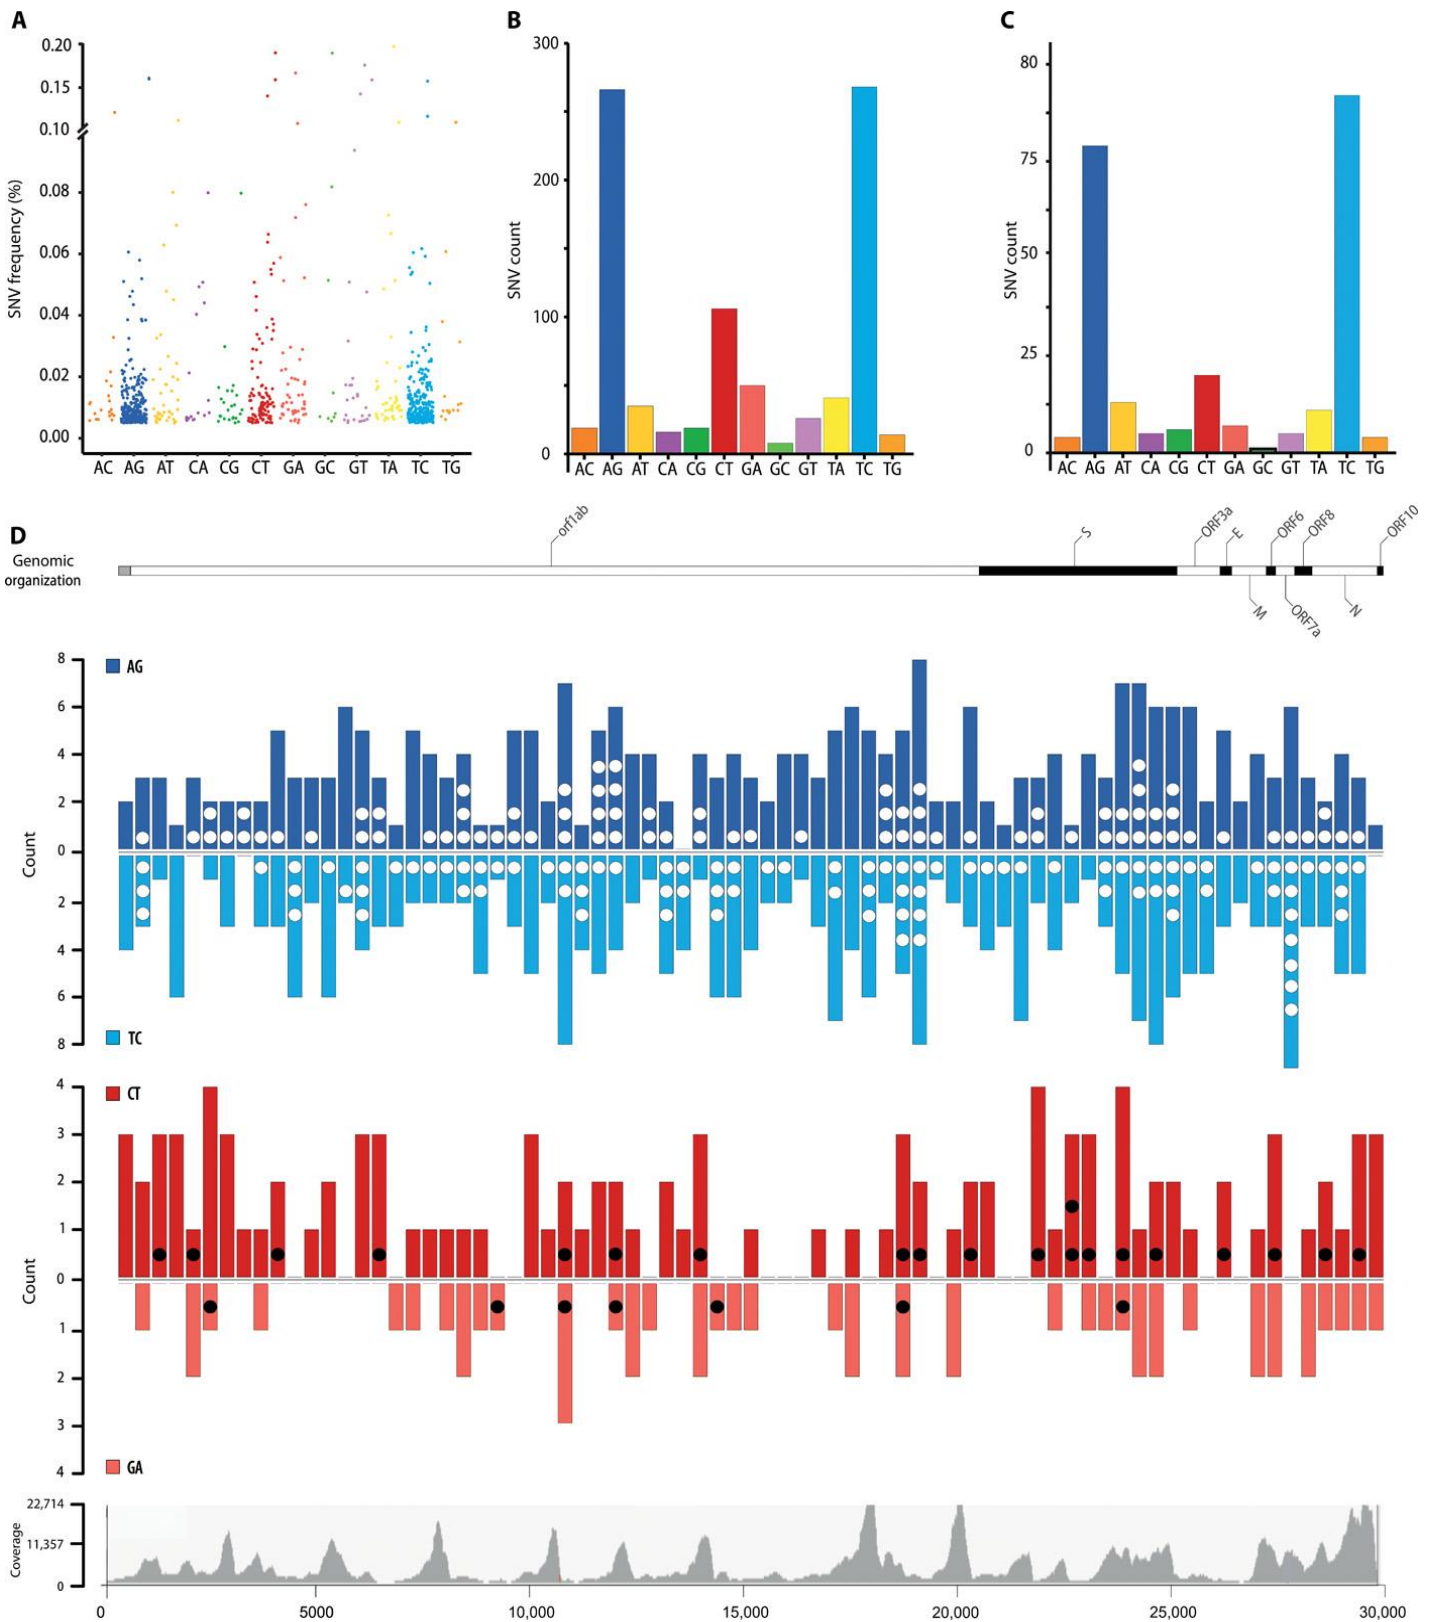 A
SNV frequency (%)
0.20
0.15
0.10
0.08
0.06
0.04
0.02
0.00
AC AG AT CA CG CT GA GC GT TA TC TG
B
SNV count
300
200
100
0
AC AG AT CA CG CT GA GC GT TA TC TG
C
SNV count
80
75
50
25
0
AC AG AT CA CG CT GA GC GT TA TC TG
D
Genomic
organization
orf1ab
S
ORF3a
E
ORF6
ORF8
ORF10
M
ORF7a
N
Count
8
AG
6
4
2
0
2
4
6
8
TC
Count
4
CT
3
2
1
0
1
2
3
4
GA
Coverage
22,714
11,357
0
0 5000 10,000 15,000 20,000 25,000 30,000